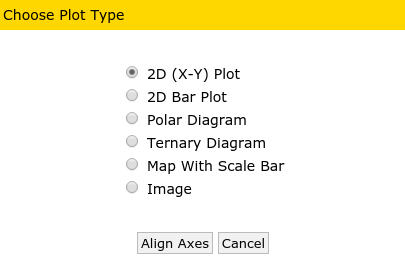 Choose Plot Type
2D (X-Y) Plot
2D Bar Plot
Polar Diagram
Ternary Diagram
Map With Scale Bar
Image
Align Axes Cancel